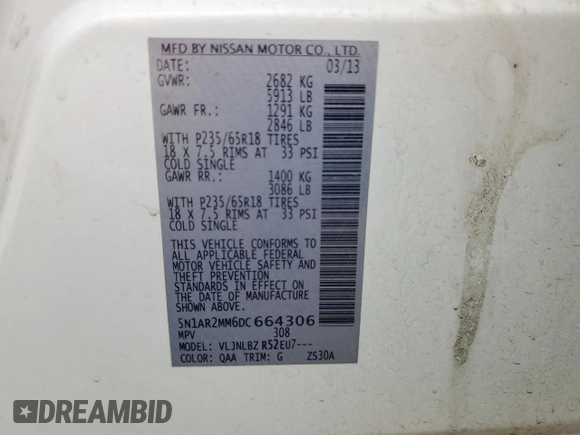 MFD BY NISSAN MOTOR CO., LTD.
DATE: 03/13
GVWR: 2682 KG
5913 LB
GAWR FR.: 1291 KG
2846 LB
WITH P235/65R18 TIRES
18 X 7.5 RIMS AT 33 PSI
COLD SINGLE
GAWR RR.: 1400 KG
3086 LB
WITH P235/65R18 TIRES
18 X 7.5 RIMS AT 33 PSI
COLD SINGLE
THIS VEHICLE CONFORMS TO
ALL APPLICABLE FEDERAL
MOTOR VEHICLE SAFETY AND
THEFT PREVENTION
STANDARDS IN EFFECT ON
THE DATE OF MANUFACTURE
SHOWN ABOVE.
5N1AR2MM6DC 664306
MPV 308
MODEL: VLJNLBZ R52EU7---
COLOR: QAA TRIM: G ZS30A
DREAMBID